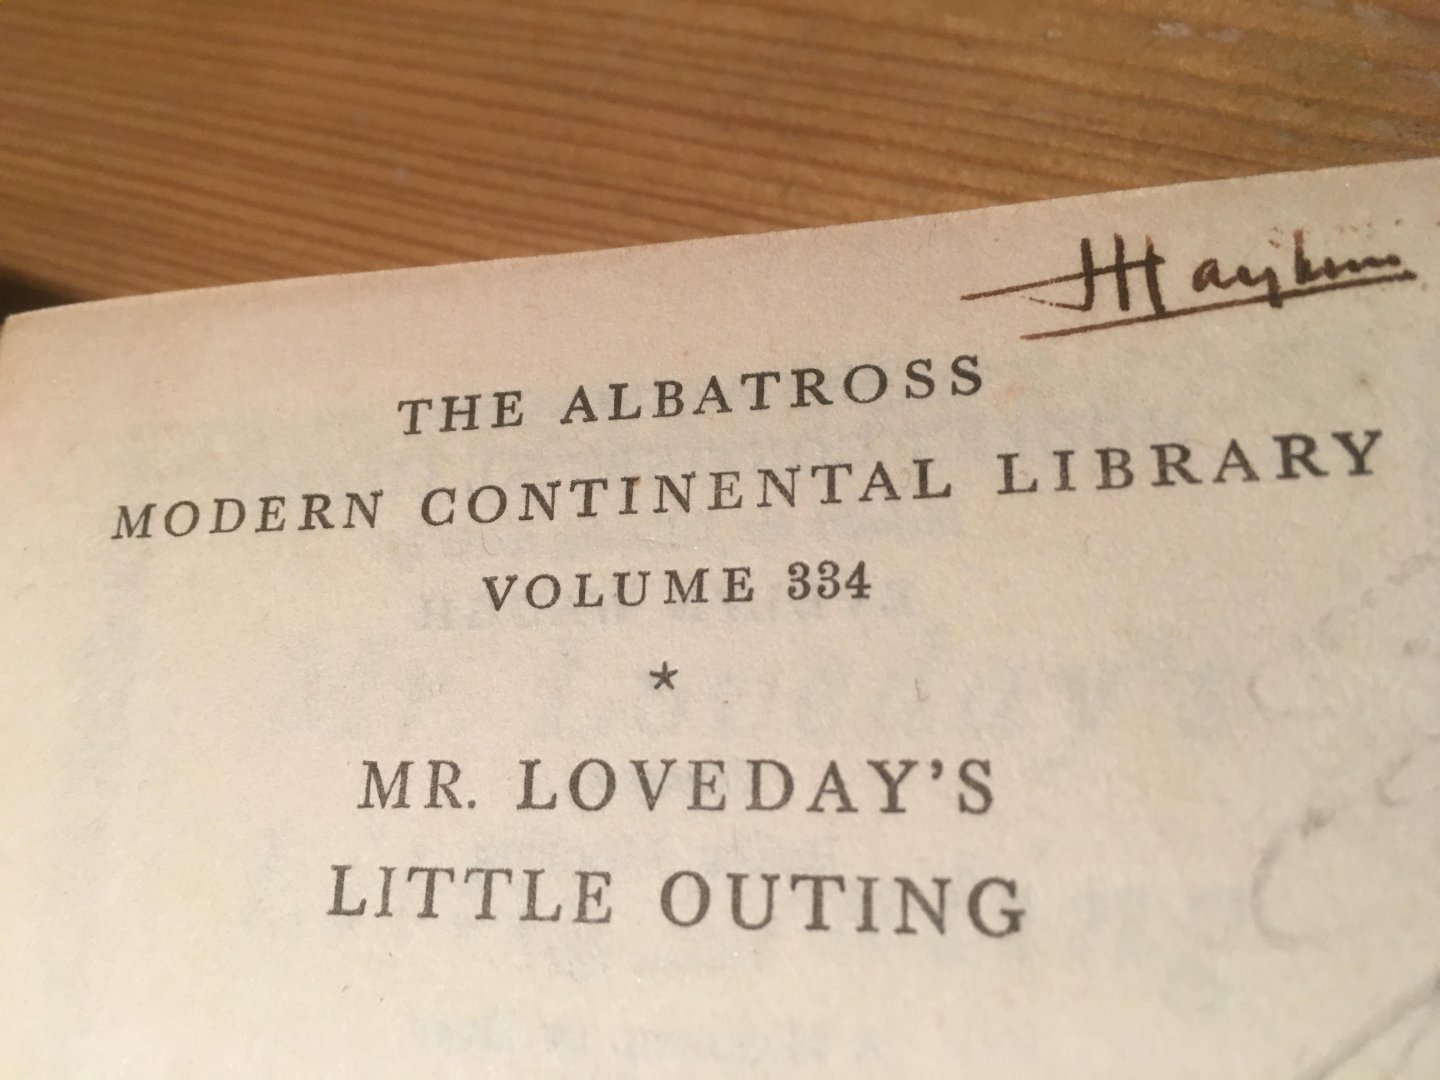 THE ALBATROSS
MODERN CONTINENTAL LIBRARY
VOLUME 334
*
MR. LOVEDAY'S
LITTLE OUTING